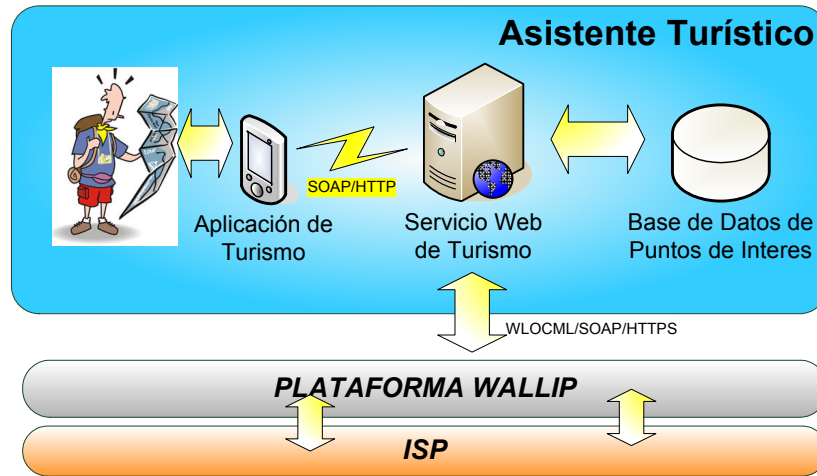 Asistente Turístico
SOAP/HTTP
Aplicación de
Turismo
Servicio Web
de Turismo
Base de Datos de
Puntos de Interes
WLOCML/SOAP/HTTPS
PLATAFORMA WALLIP
ISP